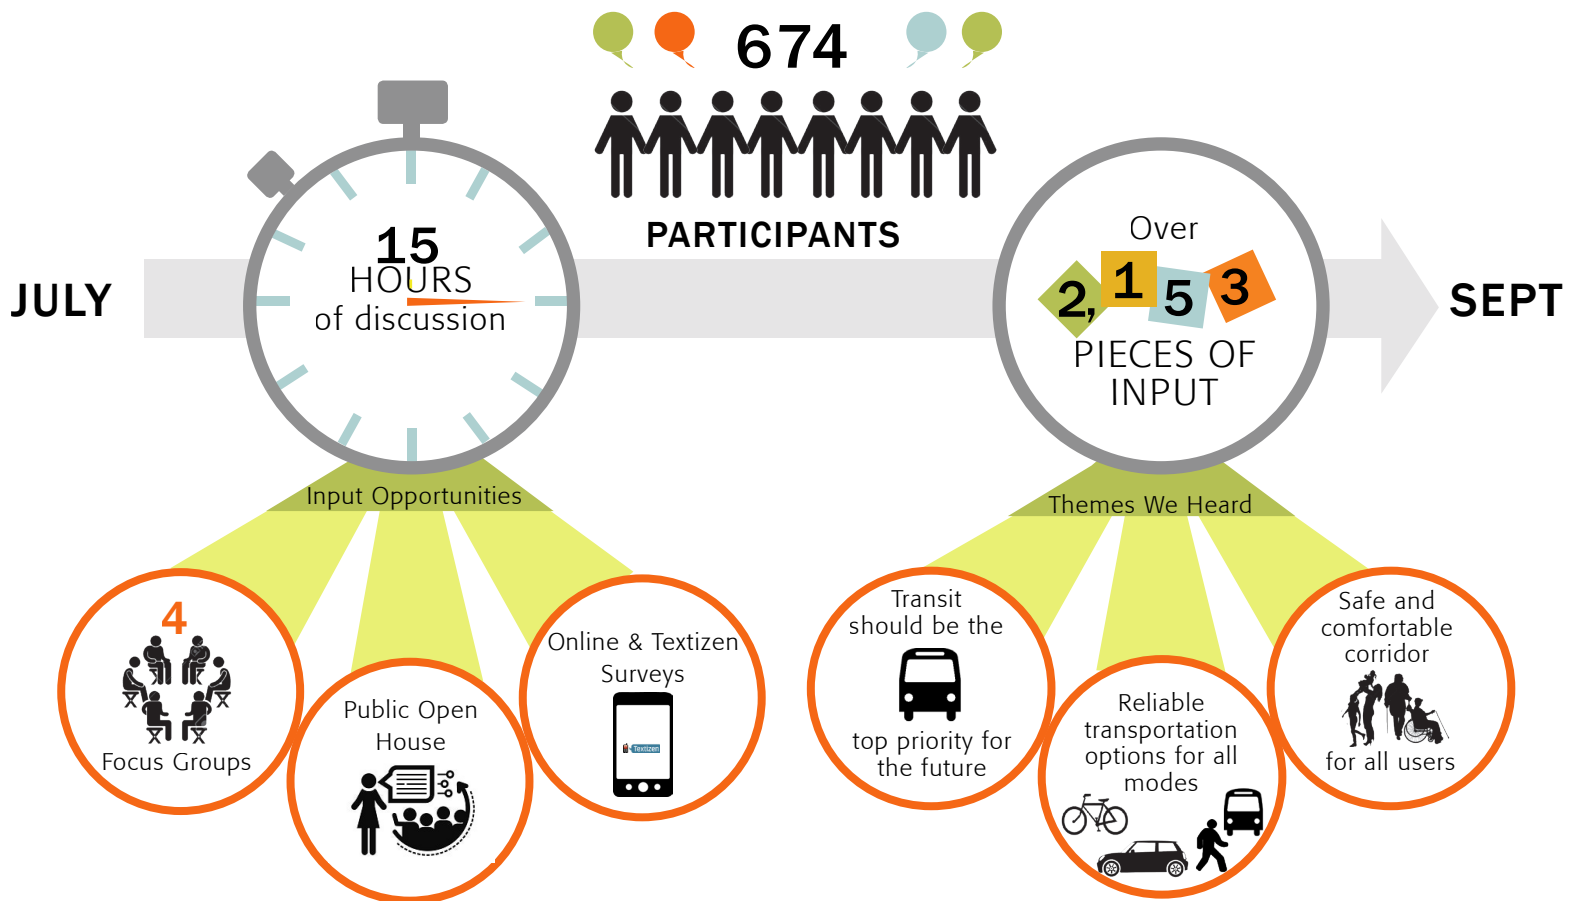 674
PARTICIPANTS
JULY
15
HOURS
of discussion
Over
2,153
PIECES OF
INPUT
SEPT
Input Opportunities
4
Focus Groups
Public Open
House
Online & Textizen
Surveys
Textizen
Themes We Heard
Transit
should be the
top priority for
the future
Reliable
transportation
options for all
modes
Safe and
comfortable
corridor
for all users